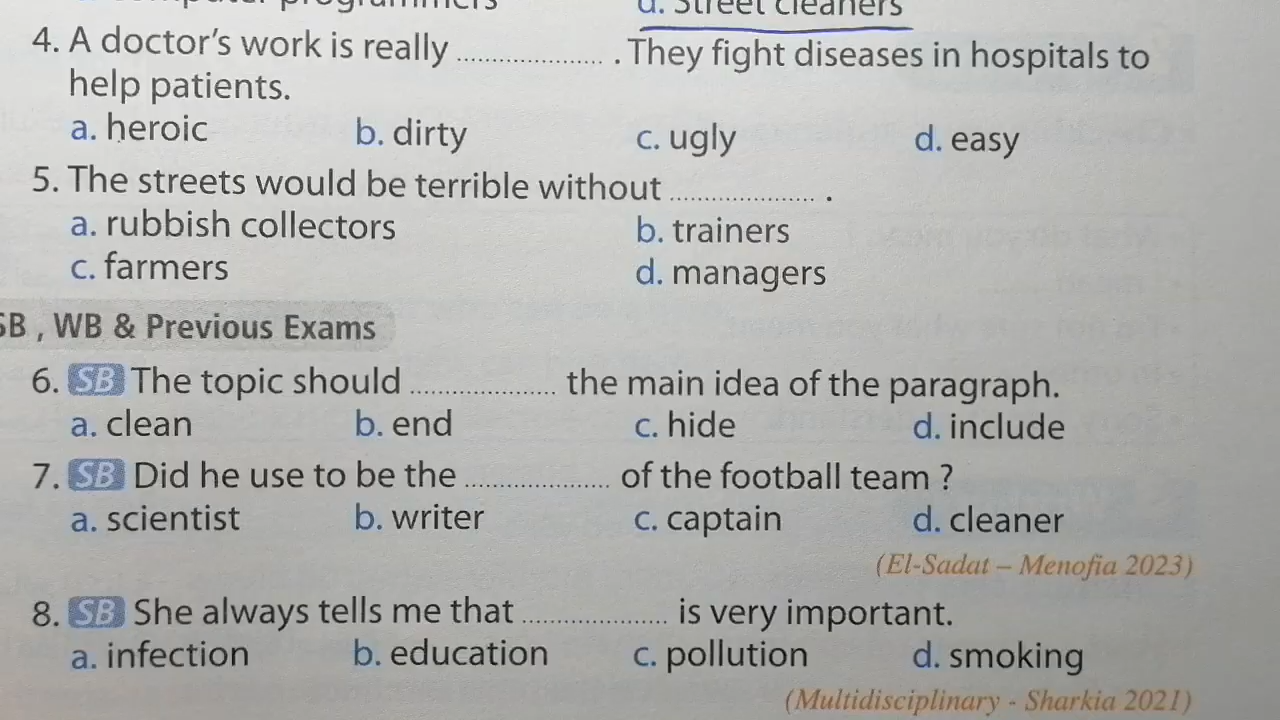 computer programmers d. Street cleaners
4. A doctor's work is really .................... . They fight diseases in hospitals to
help patients.
a. heroic b. dirty c. ugly d. easy
5. The streets would be terrible without .................... .
a. rubbish collectors b. trainers
c. farmers d. managers
SB , WB & Previous Exams
6. SB The topic should .................... the main idea of the paragraph.
a. clean b. end c. hide d. include
7. SB Did he use to be the .................... of the football team ?
a. scientist b. writer c. captain d. cleaner
(El-Sadat – Menofia 2023)
8. SB She always tells me that .................... is very important.
a. infection b. education c. pollution d. smoking
(Multidisciplinary - Sharkia 2021)